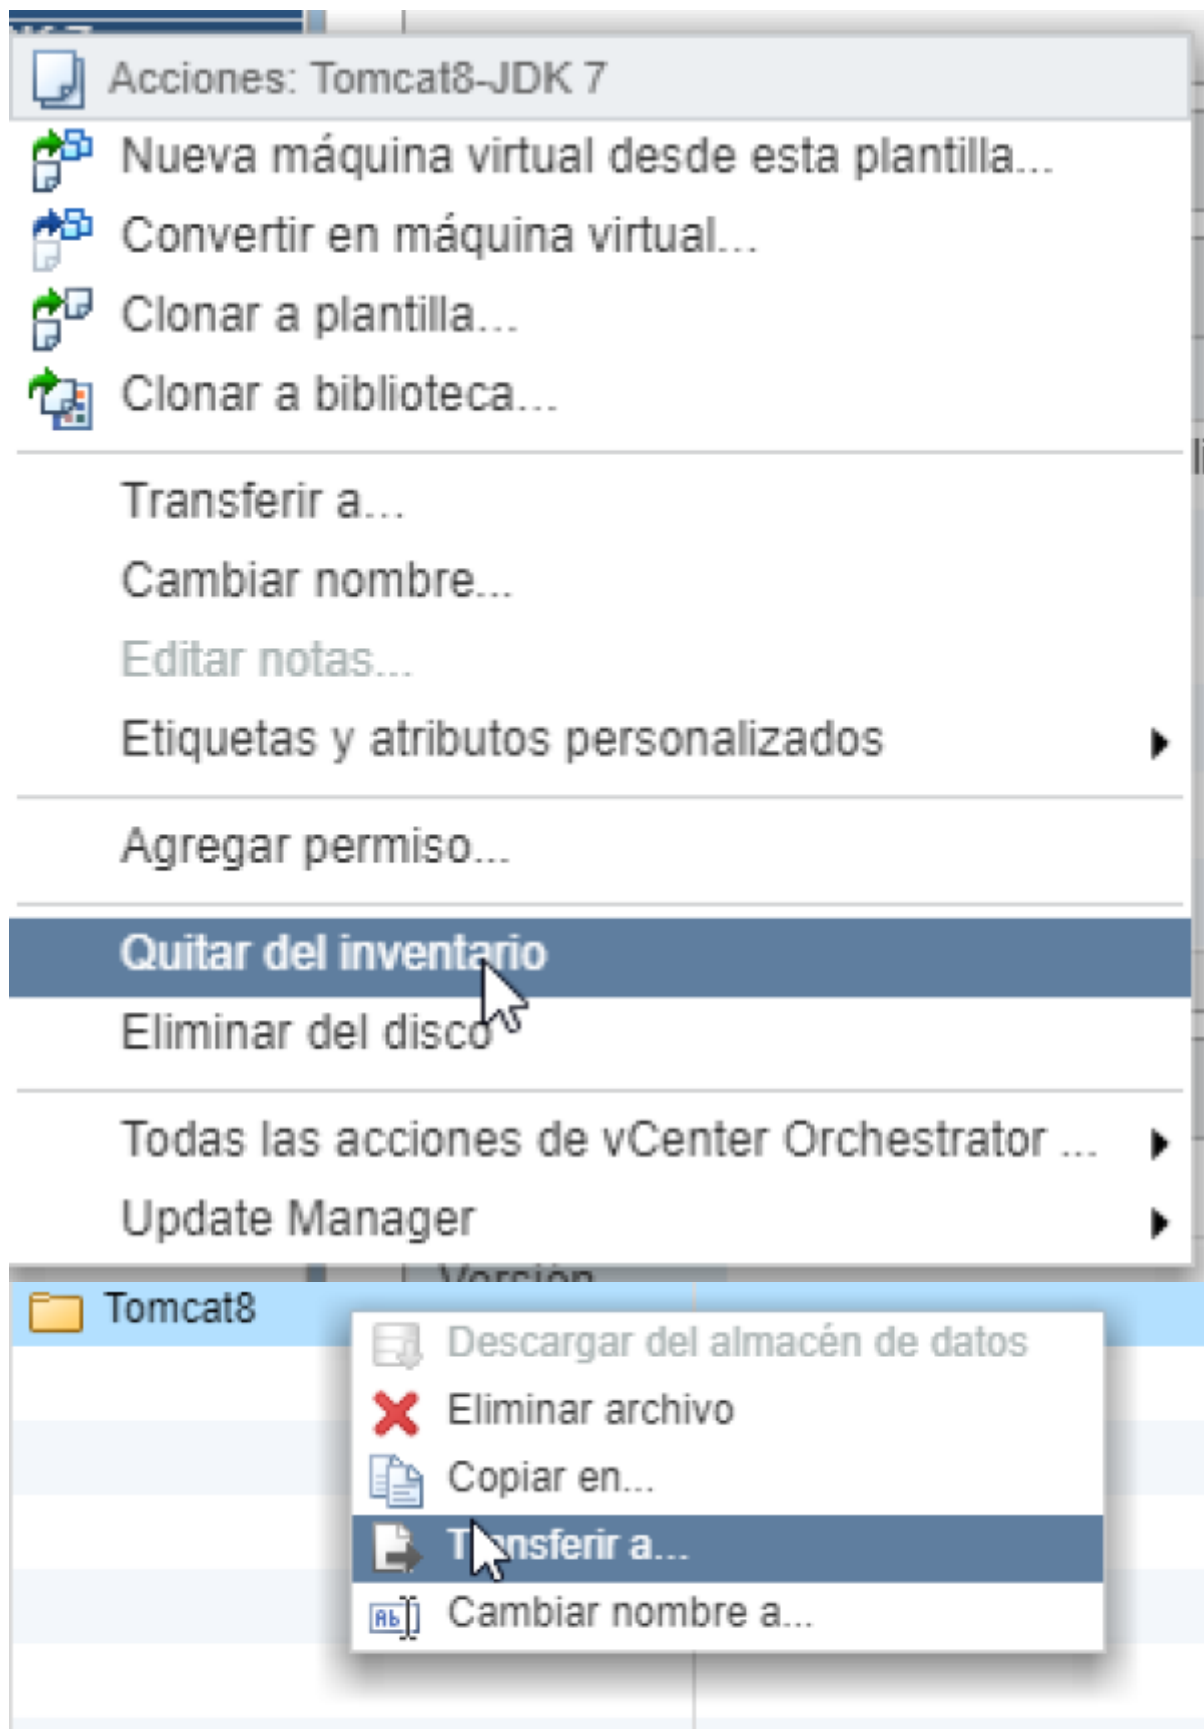 Acciones: Tomcat8-JDK 7
Nueva máquina virtual desde esta plantilla...
Convertir en máquina virtual...
Clonar a plantilla...
Clonar a biblioteca...
Transferir a...
Cambiar nombre...
Editar notas...
Etiquetas y atributos personalizados
Agregar permiso...
Quitar del inventario
Eliminar del disco
Todas las acciones de vCenter Orchestrator ...
Update Manager
Versión
Tomcat8
Descargar del almacén de datos
Eliminar archivo
Copiar en...
Transferir a...
Cambiar nombre a...